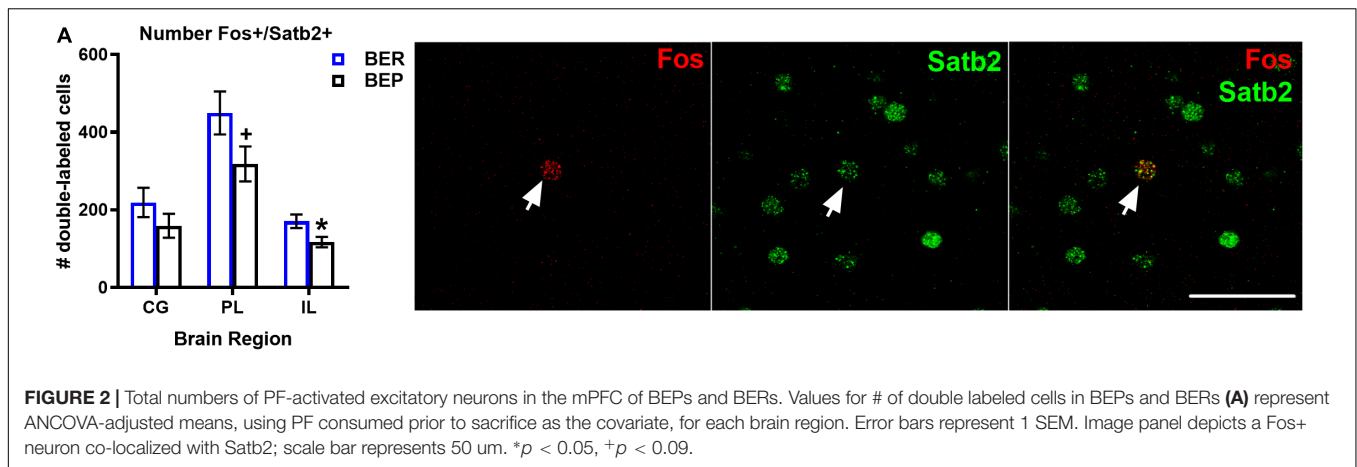 A
Number Fos+/Satb2+
BER
BEP
# double-labeled cells
600
400
200
0
+
*
CG PL IL
Brain Region
Fos
Satb2
Fos
Satb2
FIGURE 2 | Total numbers of PF-activated excitatory neurons in the mPFC of BEPs and BERs. Values for # of double labeled cells in BEPs and BERs (A) represent
ANCOVA-adjusted means, using PF consumed prior to sacrifice as the covariate, for each brain region. Error bars represent 1 SEM. Image panel depicts a Fos+
neuron co-localized with Satb2; scale bar represents 50 um. *p < 0.05, +p < 0.09.